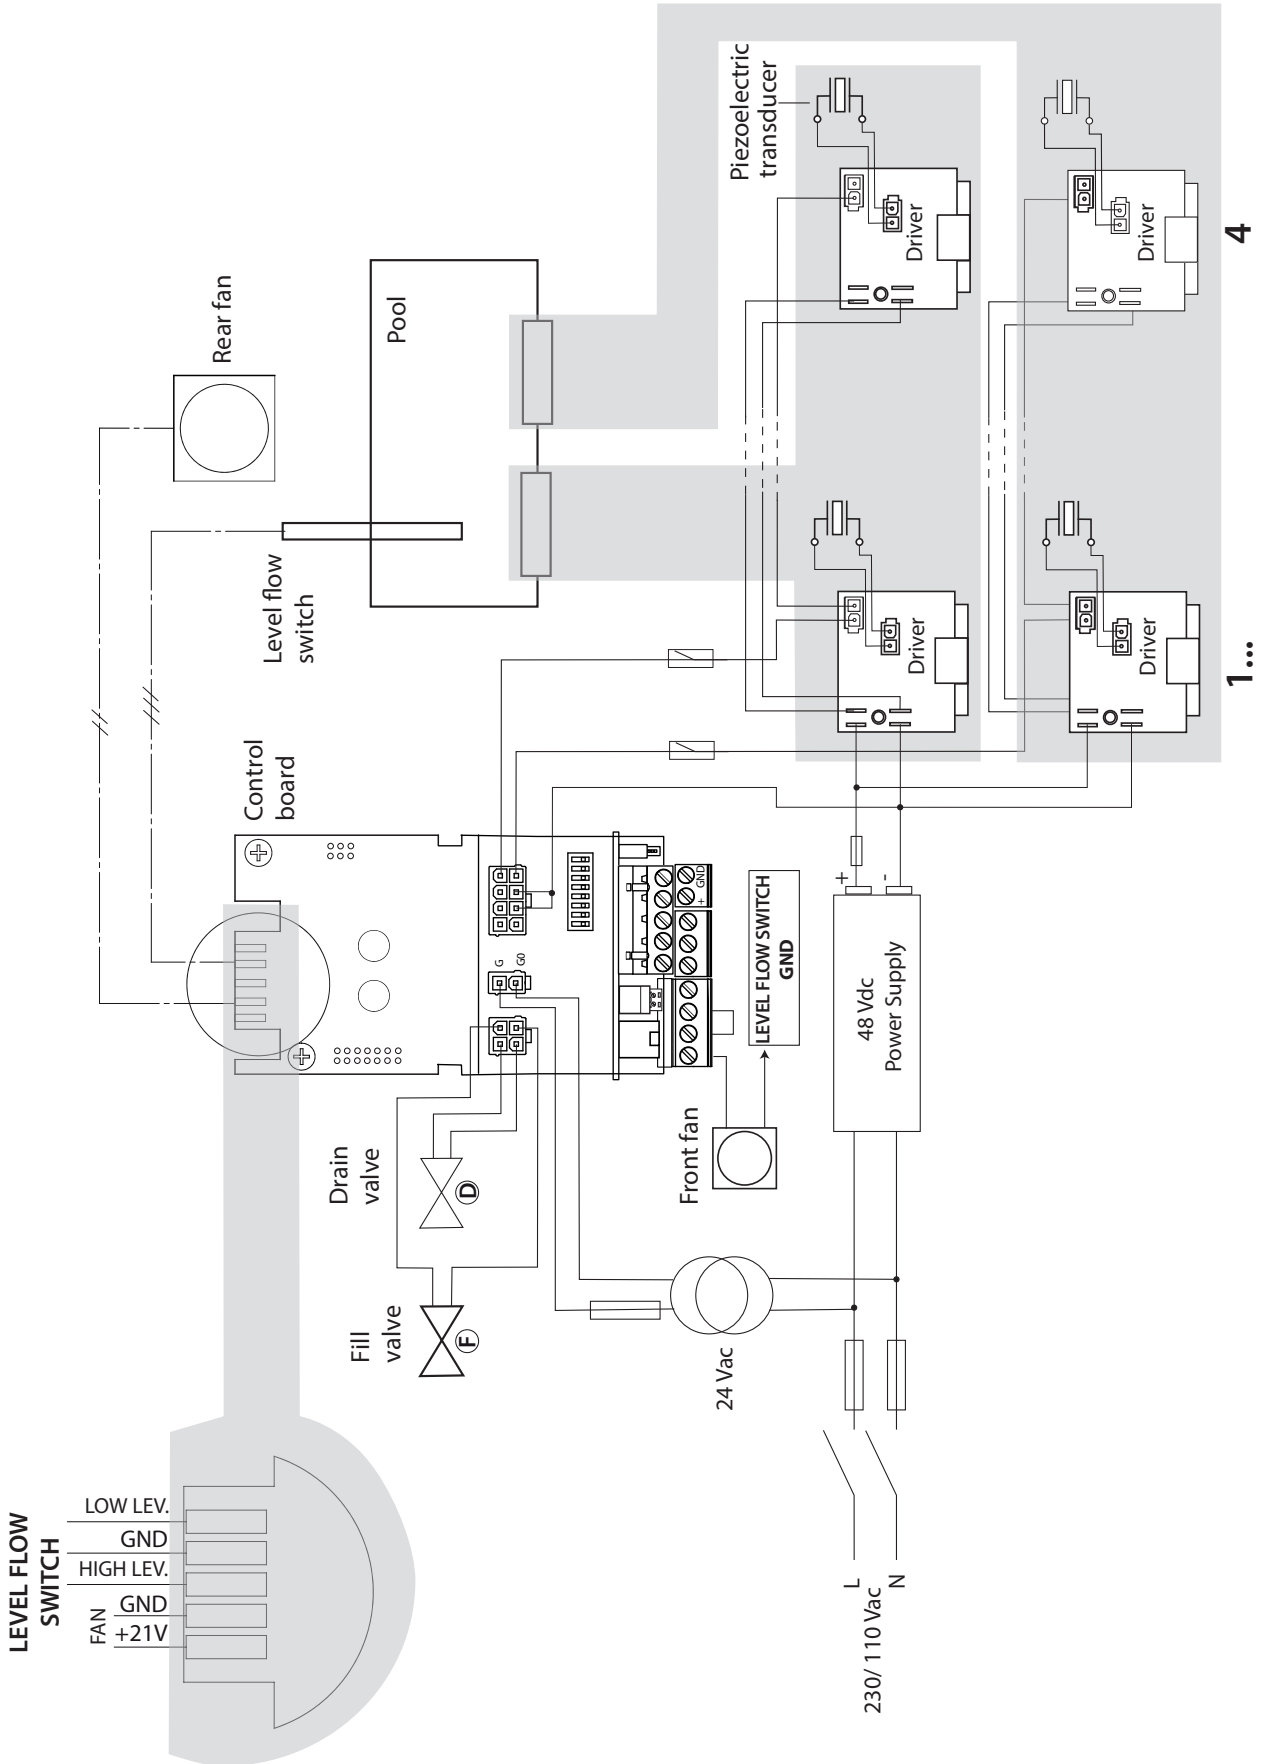 LEVEL FLOW
SWITCH
LOW LEV.
GND
HIGH LEV.
GND
+21V
FAN
Rear fan
Level flow
switch
Pool
Piezoelectric
transducer
Control
board
Driver
Driver
Driver
Driver
1...
4
G
G0
+
GND
LEVEL FLOW SWITCH
GND
Drain
valve
D
Fill
valve
F
Front fan
24 Vac
+
-
48 Vdc
Power Supply
L
N
230/ 110 Vac